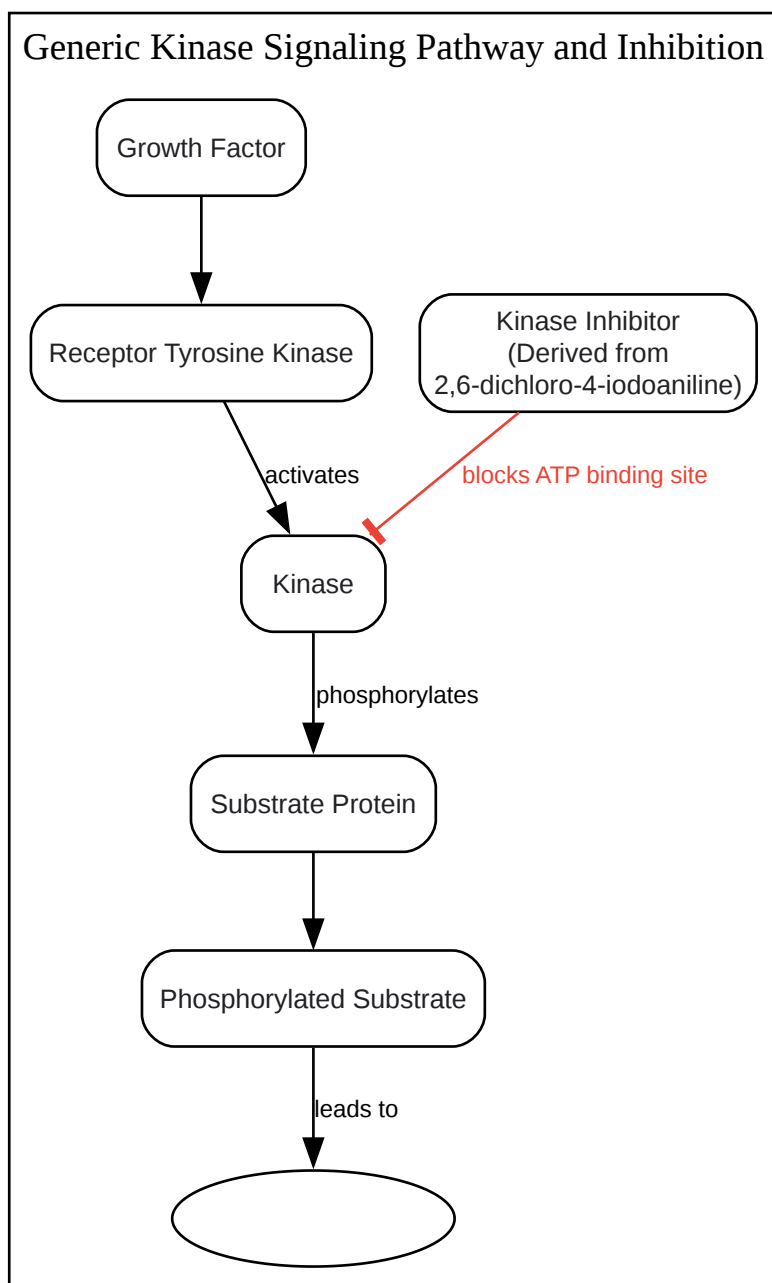 Generic Kinase Signaling Pathway and Inhibition
Growth Factor
Receptor Tyrosine Kinase
Kinase Inhibitor
(Derived from
2,6-dichloro-4-iodoaniline)
activates
blocks ATP binding site
Kinase
phosphorylates
Substrate Protein
Phosphorylated Substrate
leads to